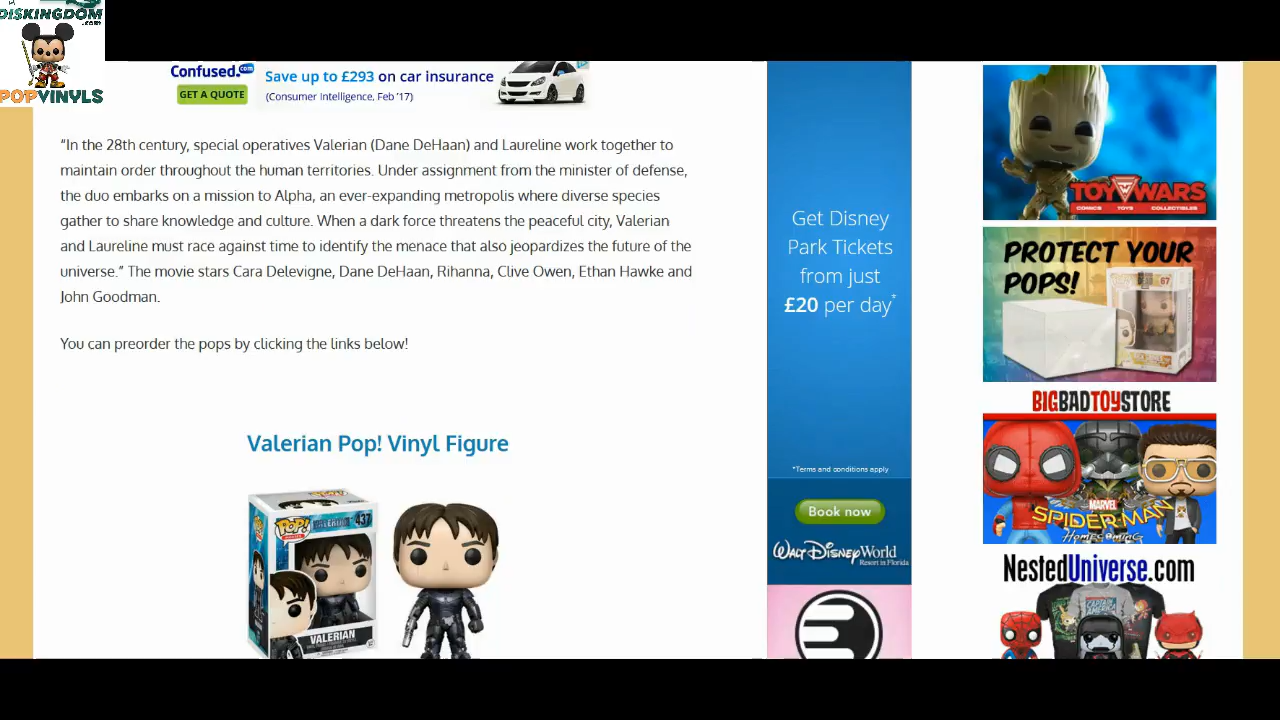 DISKINGDOM
.com
POPVINYLS
Confused.com
GET A QUOTE
Save up to £293 on car insurance
(Consumer Intelligence, Feb '17)
“In the 28th century, special operatives Valerian (Dane DeHaan) and Laureline work together to
maintain order throughout the human territories. Under assignment from the minister of defense,
the duo embarks on a mission to Alpha, an ever-expanding metropolis where diverse species
gather to share knowledge and culture. When a dark force threatens the peaceful city, Valerian
and Laureline must race against time to identify the menace that also jeopardizes the future of the
universe.” The movie stars Cara Delevigne, Dane DeHaan, Rihanna, Clive Owen, Ethan Hawke and
John Goodman.
You can preorder the pops by clicking the links below!
Valerian Pop! Vinyl Figure
POP!
VALERIAN
437
VALERIAN
Get Disney
Park Tickets
from just
£20 per day*
*Terms and conditions apply
Book now
Walt Disney World
Resort in Florida
TOY WARS
COMICS TOYS COLLECTIBLES
PROTECT YOUR
POPS!
67
BIGBADTOYSTORE
MARVEL
SPIDER-MAN
HOMECOMING
NestedUniverse.com
CAPTAIN
AMERICA